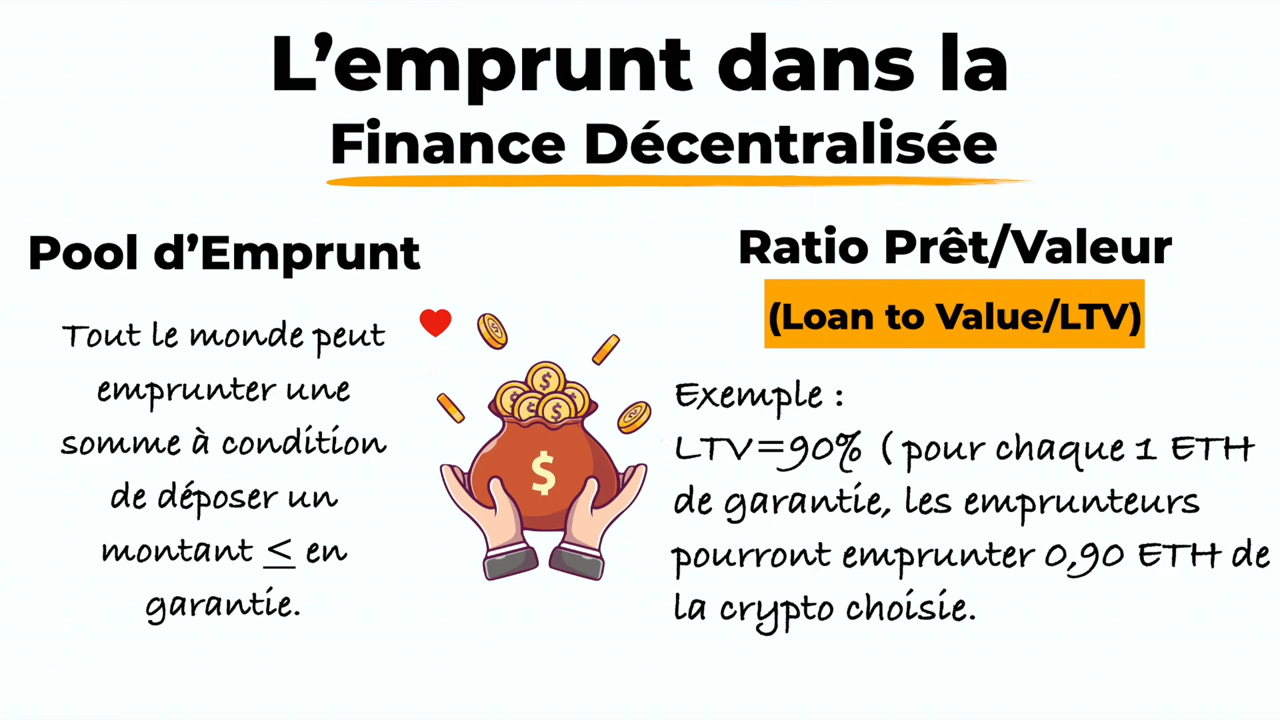 L’emprunt dans la
Finance Décentralisée
Pool d’Emprunt
Tout le monde peut
emprunter une
somme à condition
de déposer un
montant ≤ en
garantie.
$
$
Ratio Prêt/Valeur
(Loan to Value/LTV)
Exemple :
LTV=90% ( pour chaque 1 ETH
de garantie, les emprunteurs
pourront emprunter 0,90 ETH de
la crypto choisie.